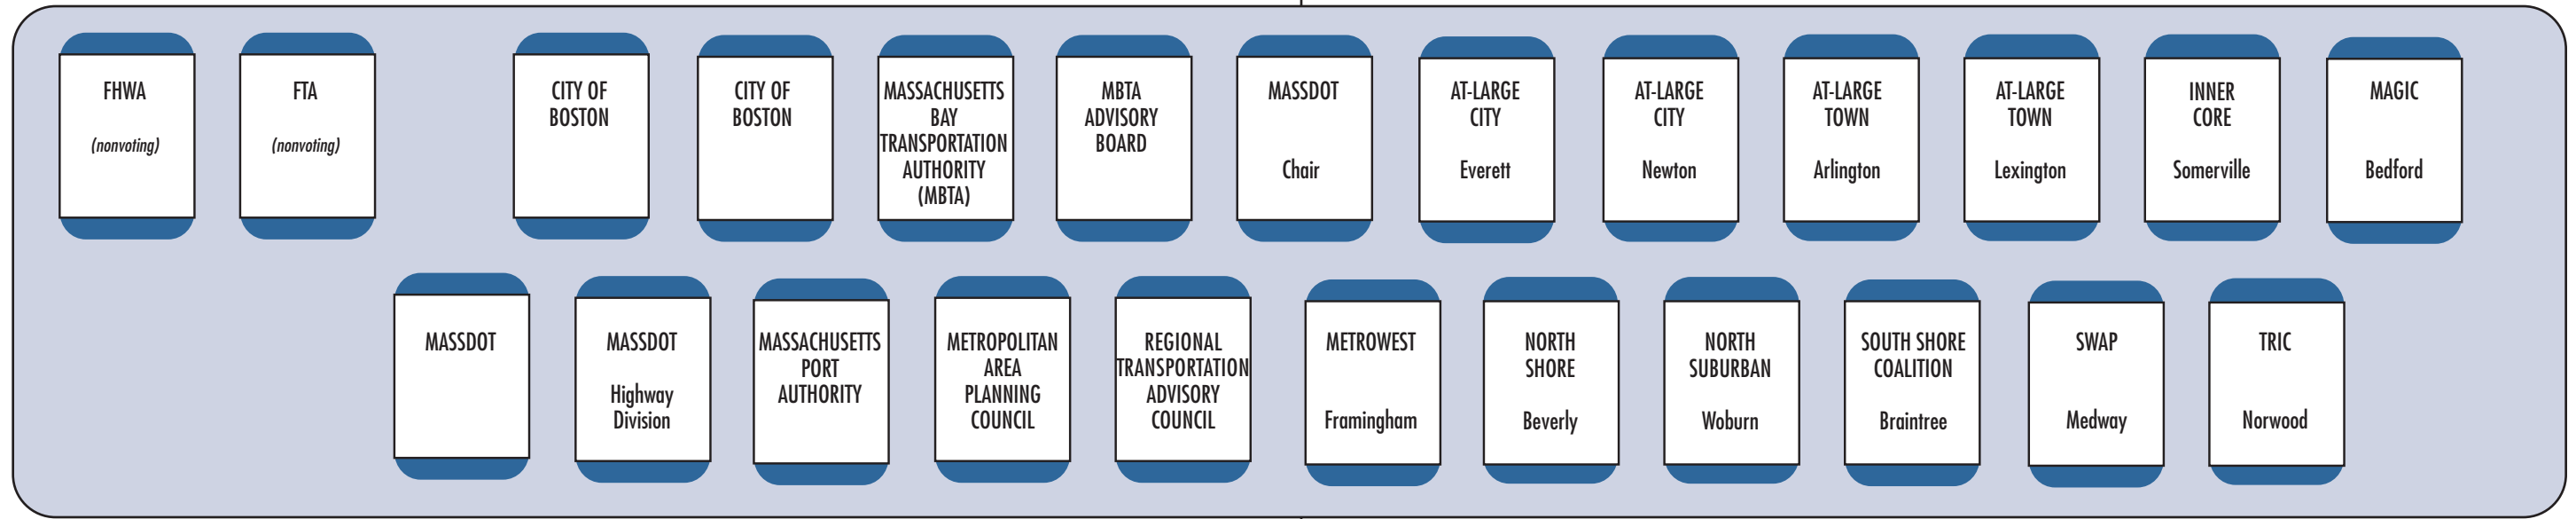 FHWA
(nonvoting)
FTA
(nonvoting)
CITY OF
BOSTON
CITY OF
BOSTON
MASSACHUSETTS
BAY
TRANSPORTATION
AUTHORITY
(MBTA)
MBTA
ADVISORY
BOARD
MASSDOT
Chair
AT-LARGE
CITY
Everett
AT-LARGE
CITY
Newton
AT-LARGE
TOWN
Arlington
AT-LARGE
TOWN
Lexington
INNER
CORE
Somerville
MAGIC
Bedford
MASSDOT
MASSDOT
Highway
Division
MASSACHUSETTS
PORT
AUTHORITY
METROPOLITAN
AREA
PLANNING
COUNCIL
REGIONAL
TRANSPORTATION
ADVISORY
COUNCIL
METROWEST
Framingham
NORTH
SHORE
Beverly
NORTH
SUBURBAN
Woburn
SOUTH SHORE
COALITION
Braintree
SWAP
Medway
TRIC
Norwood